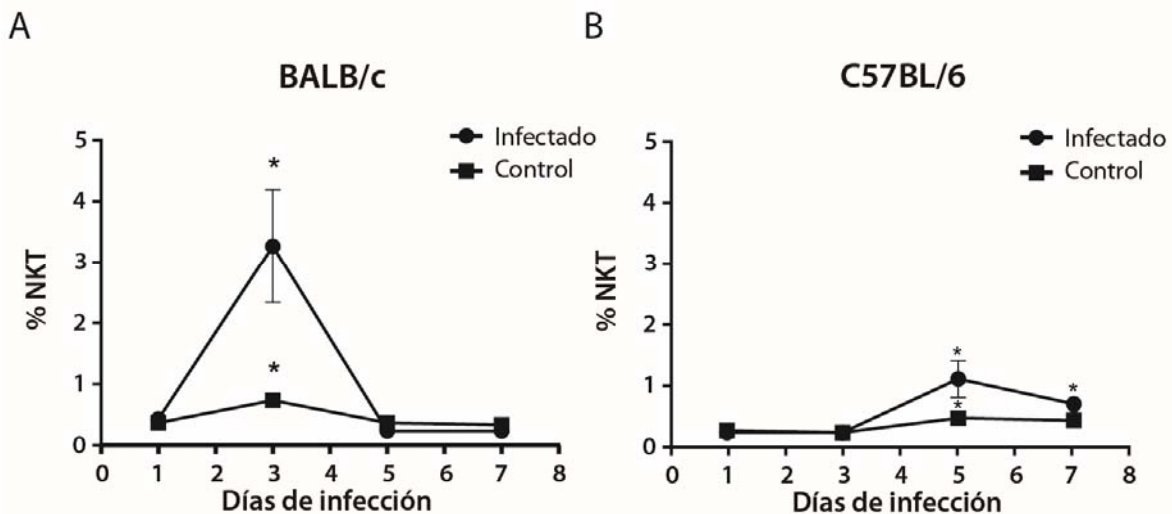 A
BALB/c
Infectado
Control
5
4
3
2
1
0
% NKT
*
*
0 1 2 3 4 5 6 7 8
Días de infección
B
C57BL/6
Infectado
Control
5
4
3
2
1
0
% NKT
*
*
*
0 1 2 3 4 5 6 7 8
Días de infección